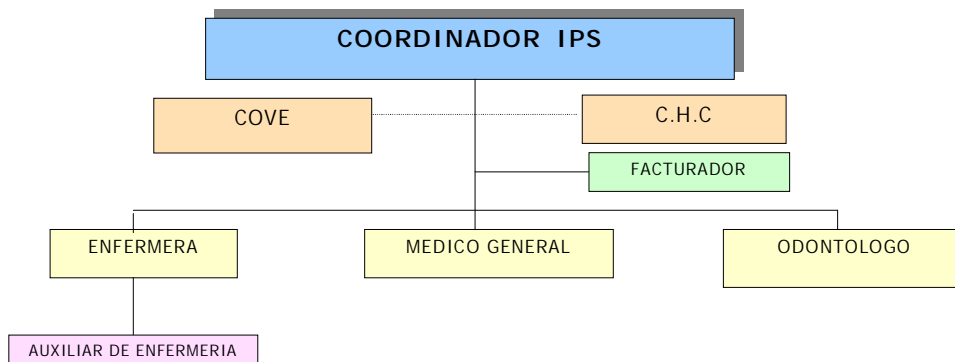 COORDINADOR IPS
COVE
C.H.C
FACTURADOR
ENFERMERA
MEDICO GENERAL
ODONTOLOGO
AUXILIAR DE ENFERMERIA